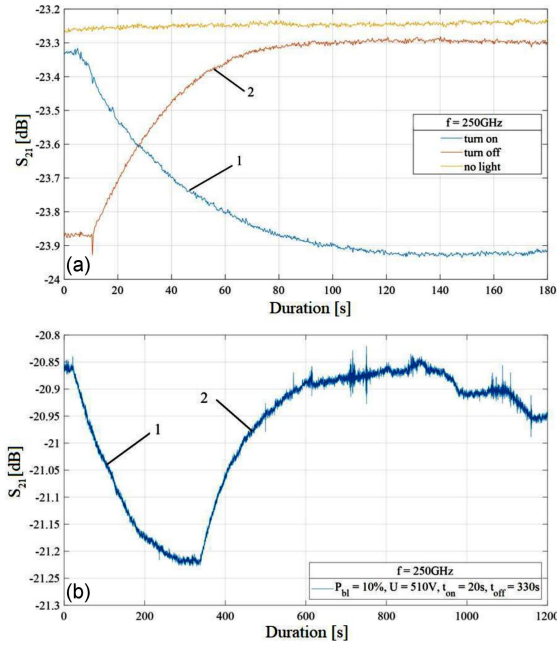 -23.2
-23.3
-23.4
-23.5
-23.6
-23.7
-23.8
-23.9
-24
S21 [dB]
2
1
f = 250GHz
turn on
turn off
no light
(a)
0 20 40 60 80 100 120 140 160 180
Duration [s]
-20.8
-20.85
-20.9
-20.95
-21
-21.05
-21.1
-21.15
-21.2
-21.25
-21.3
S21 [dB]
1
2
f = 250GHz
Pbl = 10%, U = 510V, ton = 20s, toff = 330s
(b)
0 200 400 600 800 1000 1200
Duration [s]